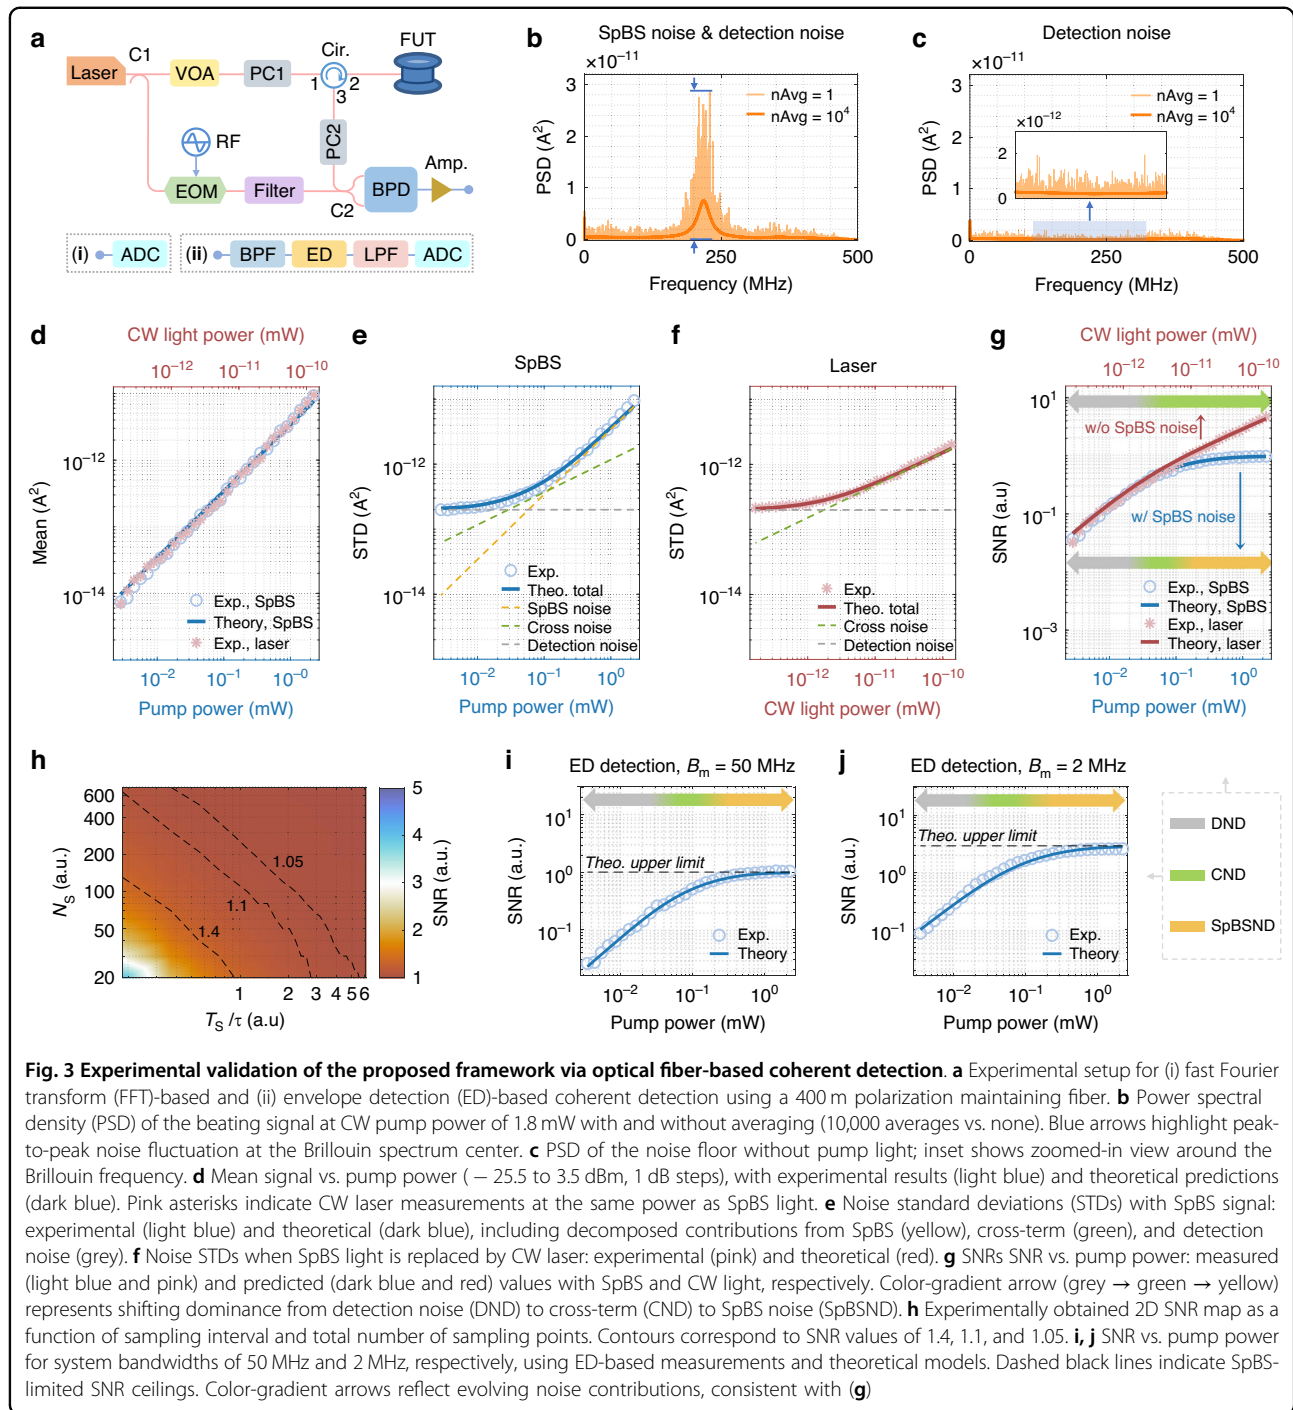 a
Laser
C1
VOA
PC1
Cir.
1
2
3
FUT
RF
PC2
Amp.
EOM
Filter
C2
BPD
(i)
ADC
(ii)
BPF
ED
LPF
ADC
b
SpBS noise & detection noise
×10⁻¹¹
3
2
1
0
PSD (A²)
nAvg = 1
nAvg = 10⁴
0
250
500
Frequency (MHz)
c
Detection noise
×10⁻¹¹
3
2
1
0
PSD (A²)
nAvg = 1
nAvg = 10⁴
×10⁻¹²
2
0
0
250
500
Frequency (MHz)
d
CW light power (mW)
10⁻¹²
10⁻¹¹
10⁻¹⁰
Mean (A²)
10⁻¹²
10⁻¹⁴
Exp., SpBS
Theory, SpBS
Exp., laser
10⁻²
10⁻¹
10⁻⁰
Pump power (mW)
e
SpBS
STD (A²)
10⁻¹²
10⁻¹⁴
Exp.
Theo. total
SpBS noise
Cross noise
Detection noise
10⁻²
10⁻¹
10⁰
Pump power (mW)
f
Laser
STD (A²)
10⁻¹²
10⁻¹⁴
Exp.
Theo. total
Cross noise
Detection noise
10⁻¹²
10⁻¹¹
10⁻¹⁰
CW light power (mW)
g
CW light power (mW)
10⁻¹²
10⁻¹¹
10⁻¹⁰
SNR (a.u)
10¹
10⁻¹
10⁻³
w/o SpBS noise
w/ SpBS noise
Exp., SpBS
Theory, SpBS
Exp., laser
Theory, laser
10⁻²
10⁻¹
10⁰
Pump power (mW)
h
N_S (a.u.)
600
400
200
100
50
20
1.05
1.1
1.4
1
2
3
4
5
6
T_S /τ (a.u)
5
4
3
2
1
SNR (a.u.)
i
ED detection, B_m = 50 MHz
SNR (a.u.)
10¹
10⁰
10⁻¹
Theo. upper limit
Exp.
Theory
10⁻²
10⁻¹
10⁰
Pump power (mW)
j
ED detection, B_m = 2 MHz
SNR (a.u.)
10¹
10⁰
10⁻¹
Theo. upper limit
Exp.
Theory
10⁻²
10⁻¹
10⁰
Pump power (mW)
DND
CND
SpBSND
Fig. 3 Experimental validation of the proposed framework via optical fiber-based coherent detection. a Experimental setup for (i) fast Fourier
transform (FFT)-based and (ii) envelope detection (ED)-based coherent detection using a 400 m polarization maintaining fiber. b Power spectral
density (PSD) of the beating signal at CW pump power of 1.8 mW with and without averaging (10,000 averages vs. none). Blue arrows highlight peak-
to-peak noise fluctuation at the Brillouin spectrum center. c PSD of the noise floor without pump light; inset shows zoomed-in view around the
Brillouin frequency. d Mean signal vs. pump power ( − 25.5 to 3.5 dBm, 1 dB steps), with experimental results (light blue) and theoretical predictions
(dark blue). Pink asterisks indicate CW laser measurements at the same power as SpBS light. e Noise standard deviations (STDs) with SpBS signal:
experimental (light blue) and theoretical (dark blue), including decomposed contributions from SpBS (yellow), cross-term (green), and detection
noise (grey). f Noise STDs when SpBS light is replaced by CW laser: experimental (pink) and theoretical (red). g SNRs SNR vs. pump power: measured
(light blue and pink) and predicted (dark blue and red) values with SpBS and CW light, respectively. Color-gradient arrow (grey → green → yellow)
represents shifting dominance from detection noise (DND) to cross-term (CND) to SpBS noise (SpBSND). h Experimentally obtained 2D SNR map as a
function of sampling interval and total number of sampling points. Contours correspond to SNR values of 1.4, 1.1, and 1.05. i, j SNR vs. pump power
for system bandwidths of 50 MHz and 2 MHz, respectively, using ED-based measurements and theoretical models. Dashed black lines indicate SpBS-
limited SNR ceilings. Color-gradient arrows reflect evolving noise contributions, consistent with (g)